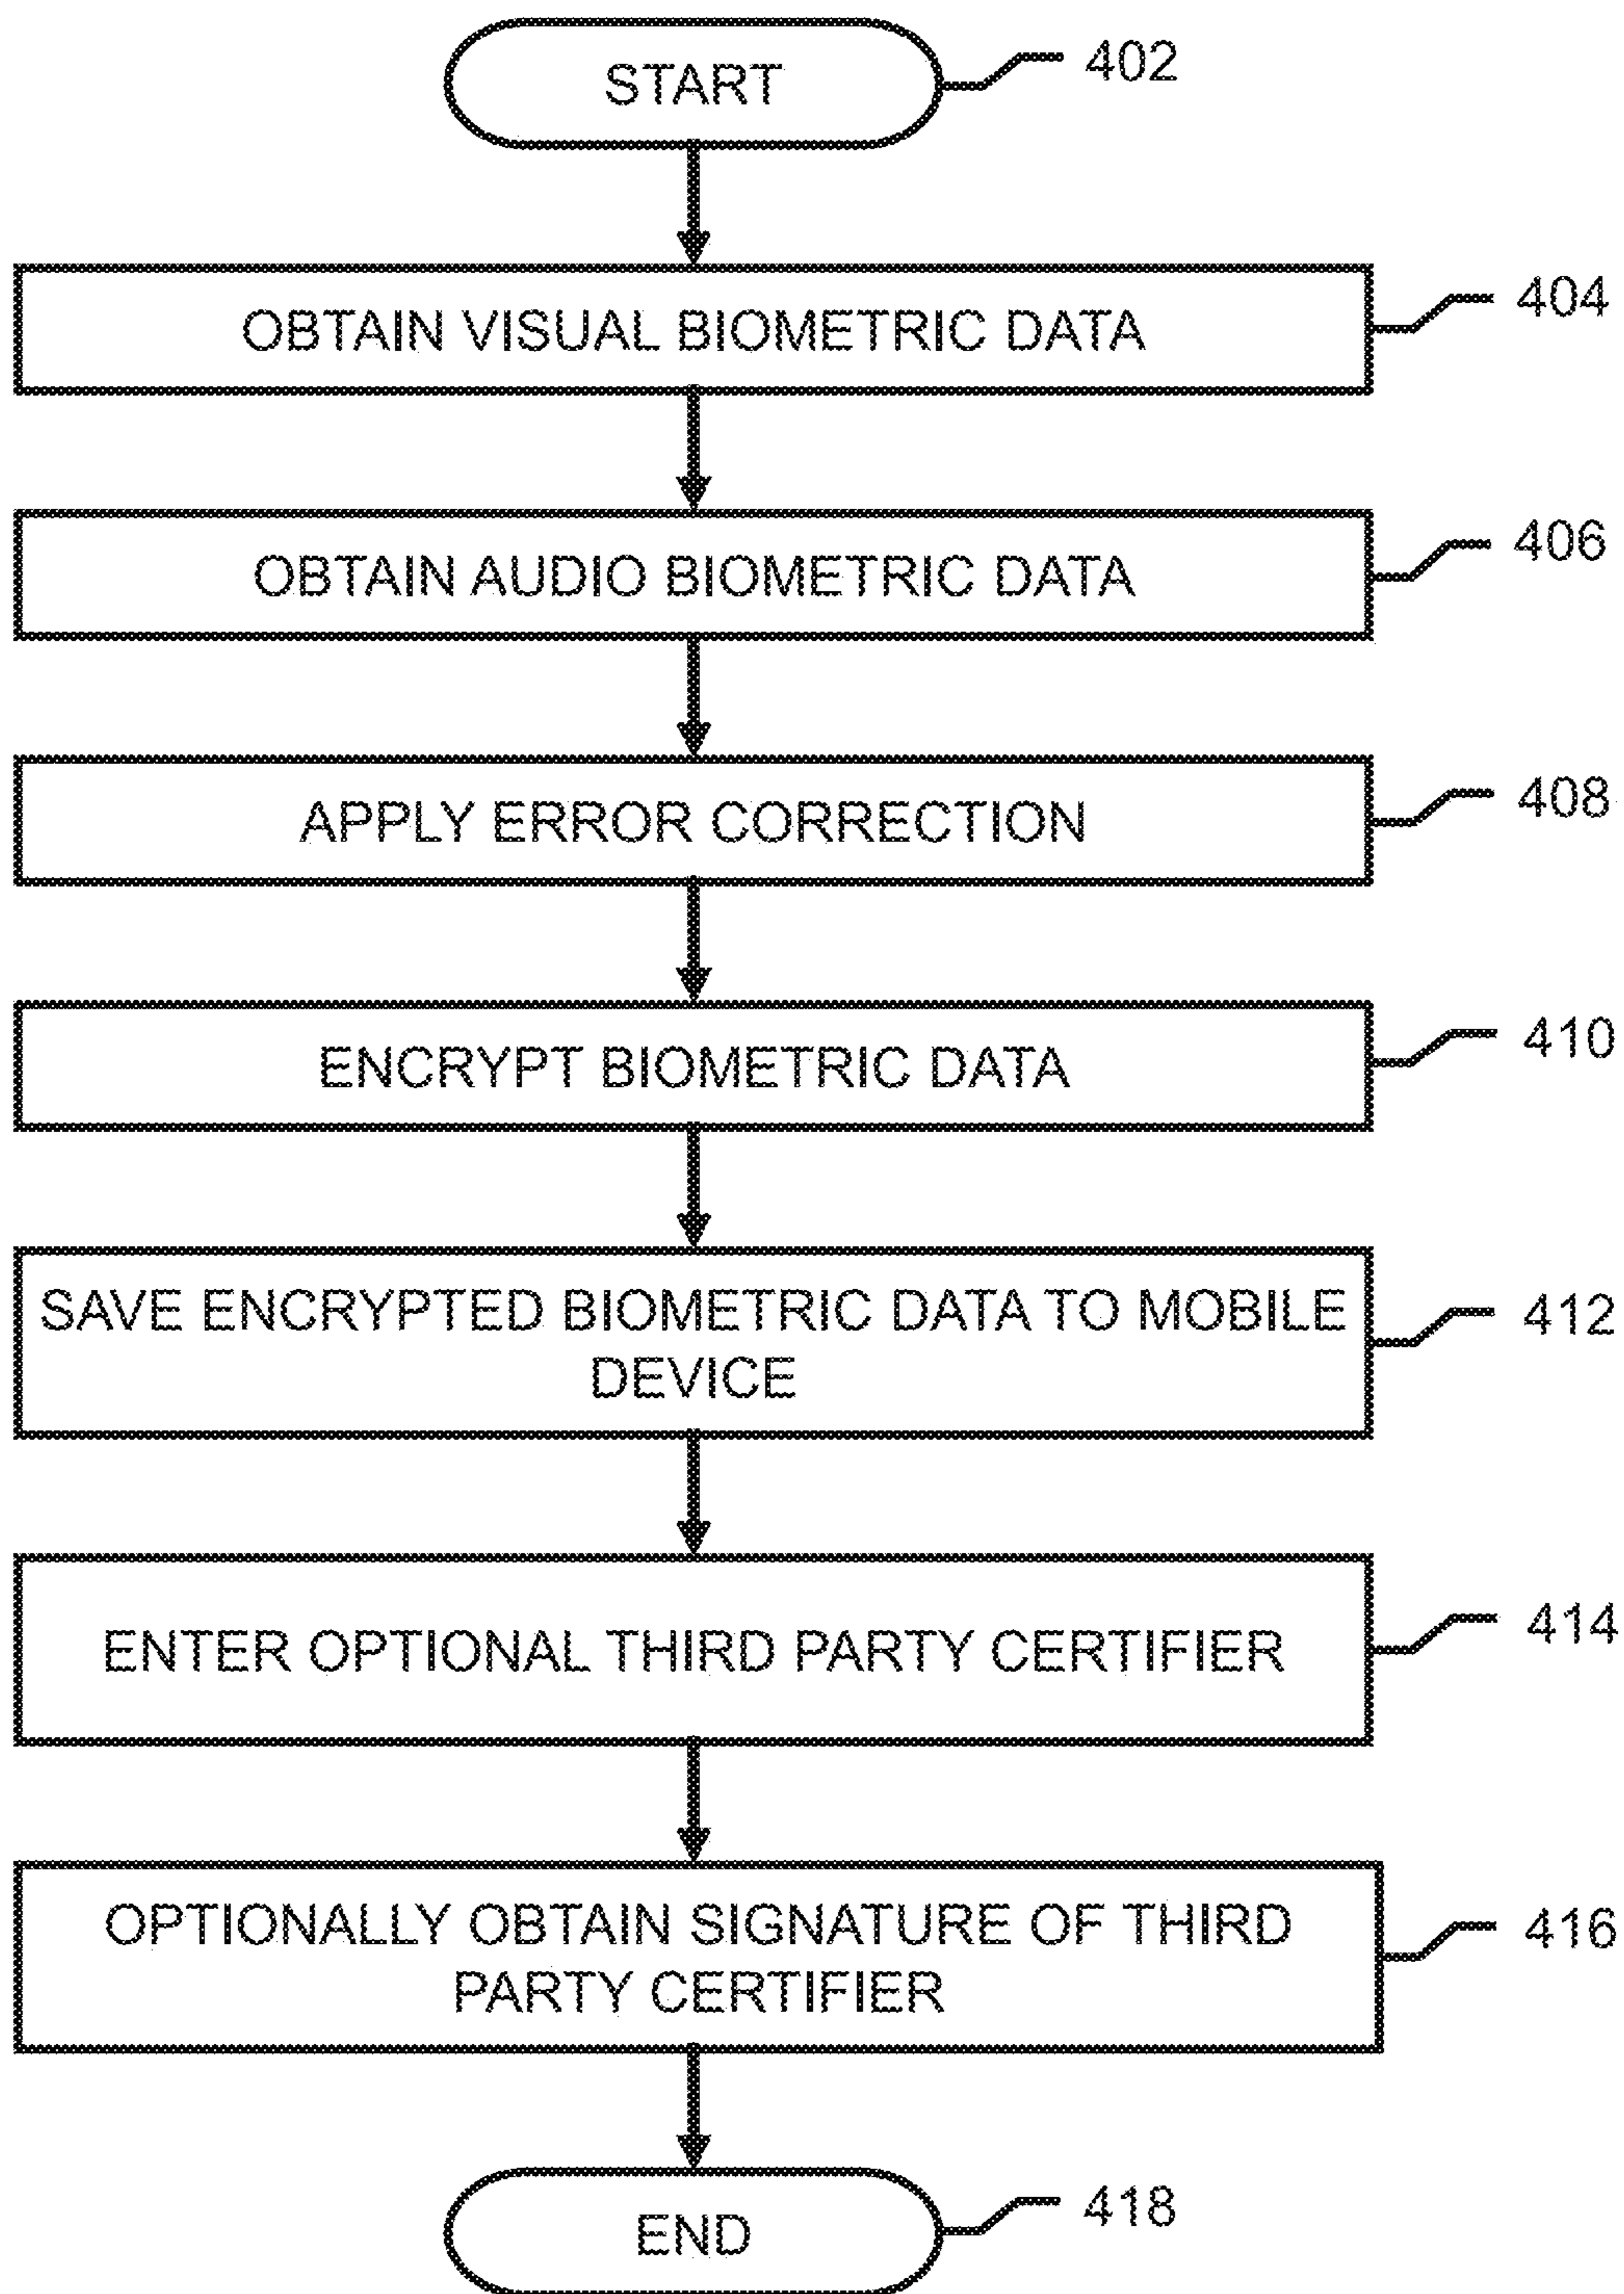 START
402
OBTAIN VISUAL BIOMETRIC DATA
404
OBTAIN AUDIO BIOMETRIC DATA
406
APPLY ERROR CORRECTION
408
ENCRYPT BIOMETRIC DATA
410
SAVE ENCRYPTED BIOMETRIC DATA TO MOBILE
DEVICE
412
ENTER OPTIONAL THIRD PARTY CERTIFIER
414
OPTIONALLY OBTAIN SIGNATURE OF THIRD
PARTY CERTIFIER
416
END
418